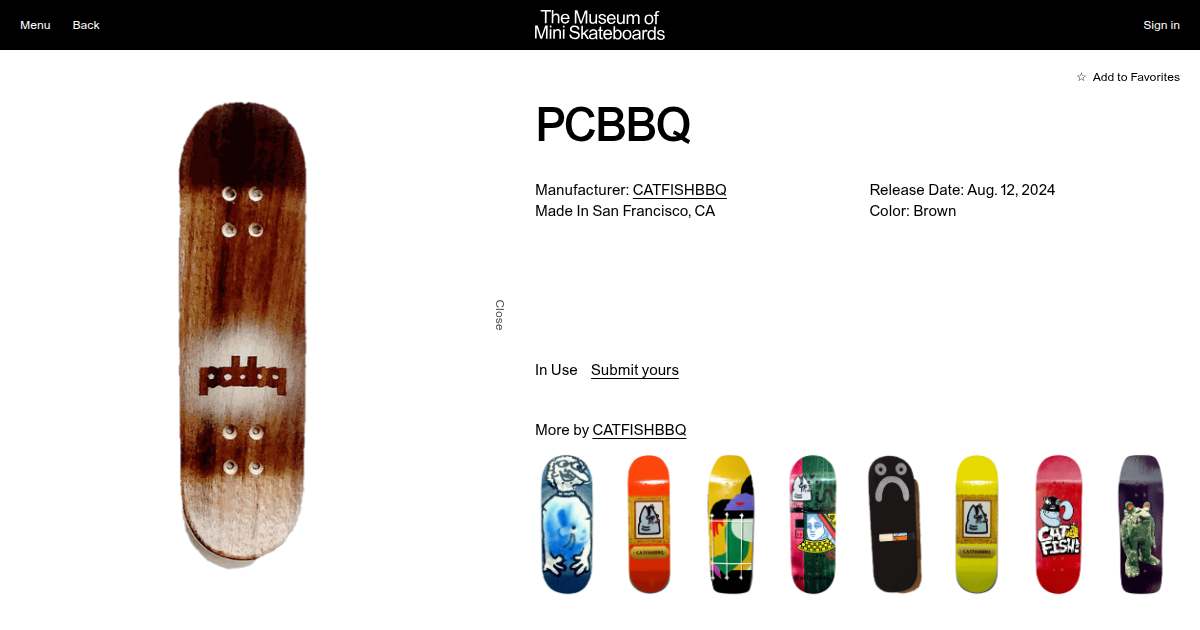 Menu
Back
The Museum of
Mini Skateboards
Sign in
☆ Add to Favorites
PCBBQ
Manufacturer: CATFISHBBQ
Made In San Francisco, CA
Release Date: Aug. 12, 2024
Color: Brown
Close
In Use
Submit yours
More by CATFISHBBQ
CATFISHBBQ
CATFISHBBQ
CAT
FISH!